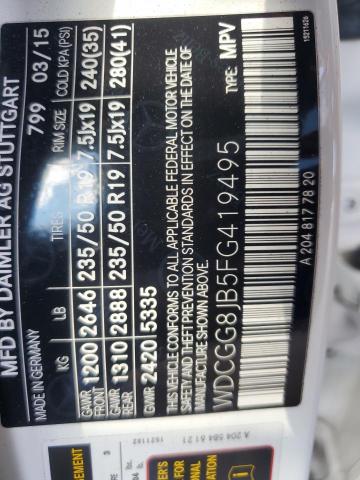 MFD BY DAIMLER AG STUTTGART
MADE IN GERMANY 799 03/15
KG LB TIRES RIM SIZE COLD KPA(PSI)
GAWR FRONT 1200 2646 235/50 R19 7.5Jx19 240(35)
GAWR REAR 1310 2888 235/50 R19 7.5Jx19 280(41)
GVWR 2420 5335
THIS VEHICLE CONFORMS TO ALL APPLICABLE FEDERAL MOTOR VEHICLE
SAFETY AND THEFT PREVENTION STANDARDS IN EFFECT ON THE DATE OF
MANUFACTURE SHOWN ABOVE.
WDCGG8JB5FG419495 TYPE: MPV
A 204 817 78 20
15211626
A 204 584 51 21
AGEMENT